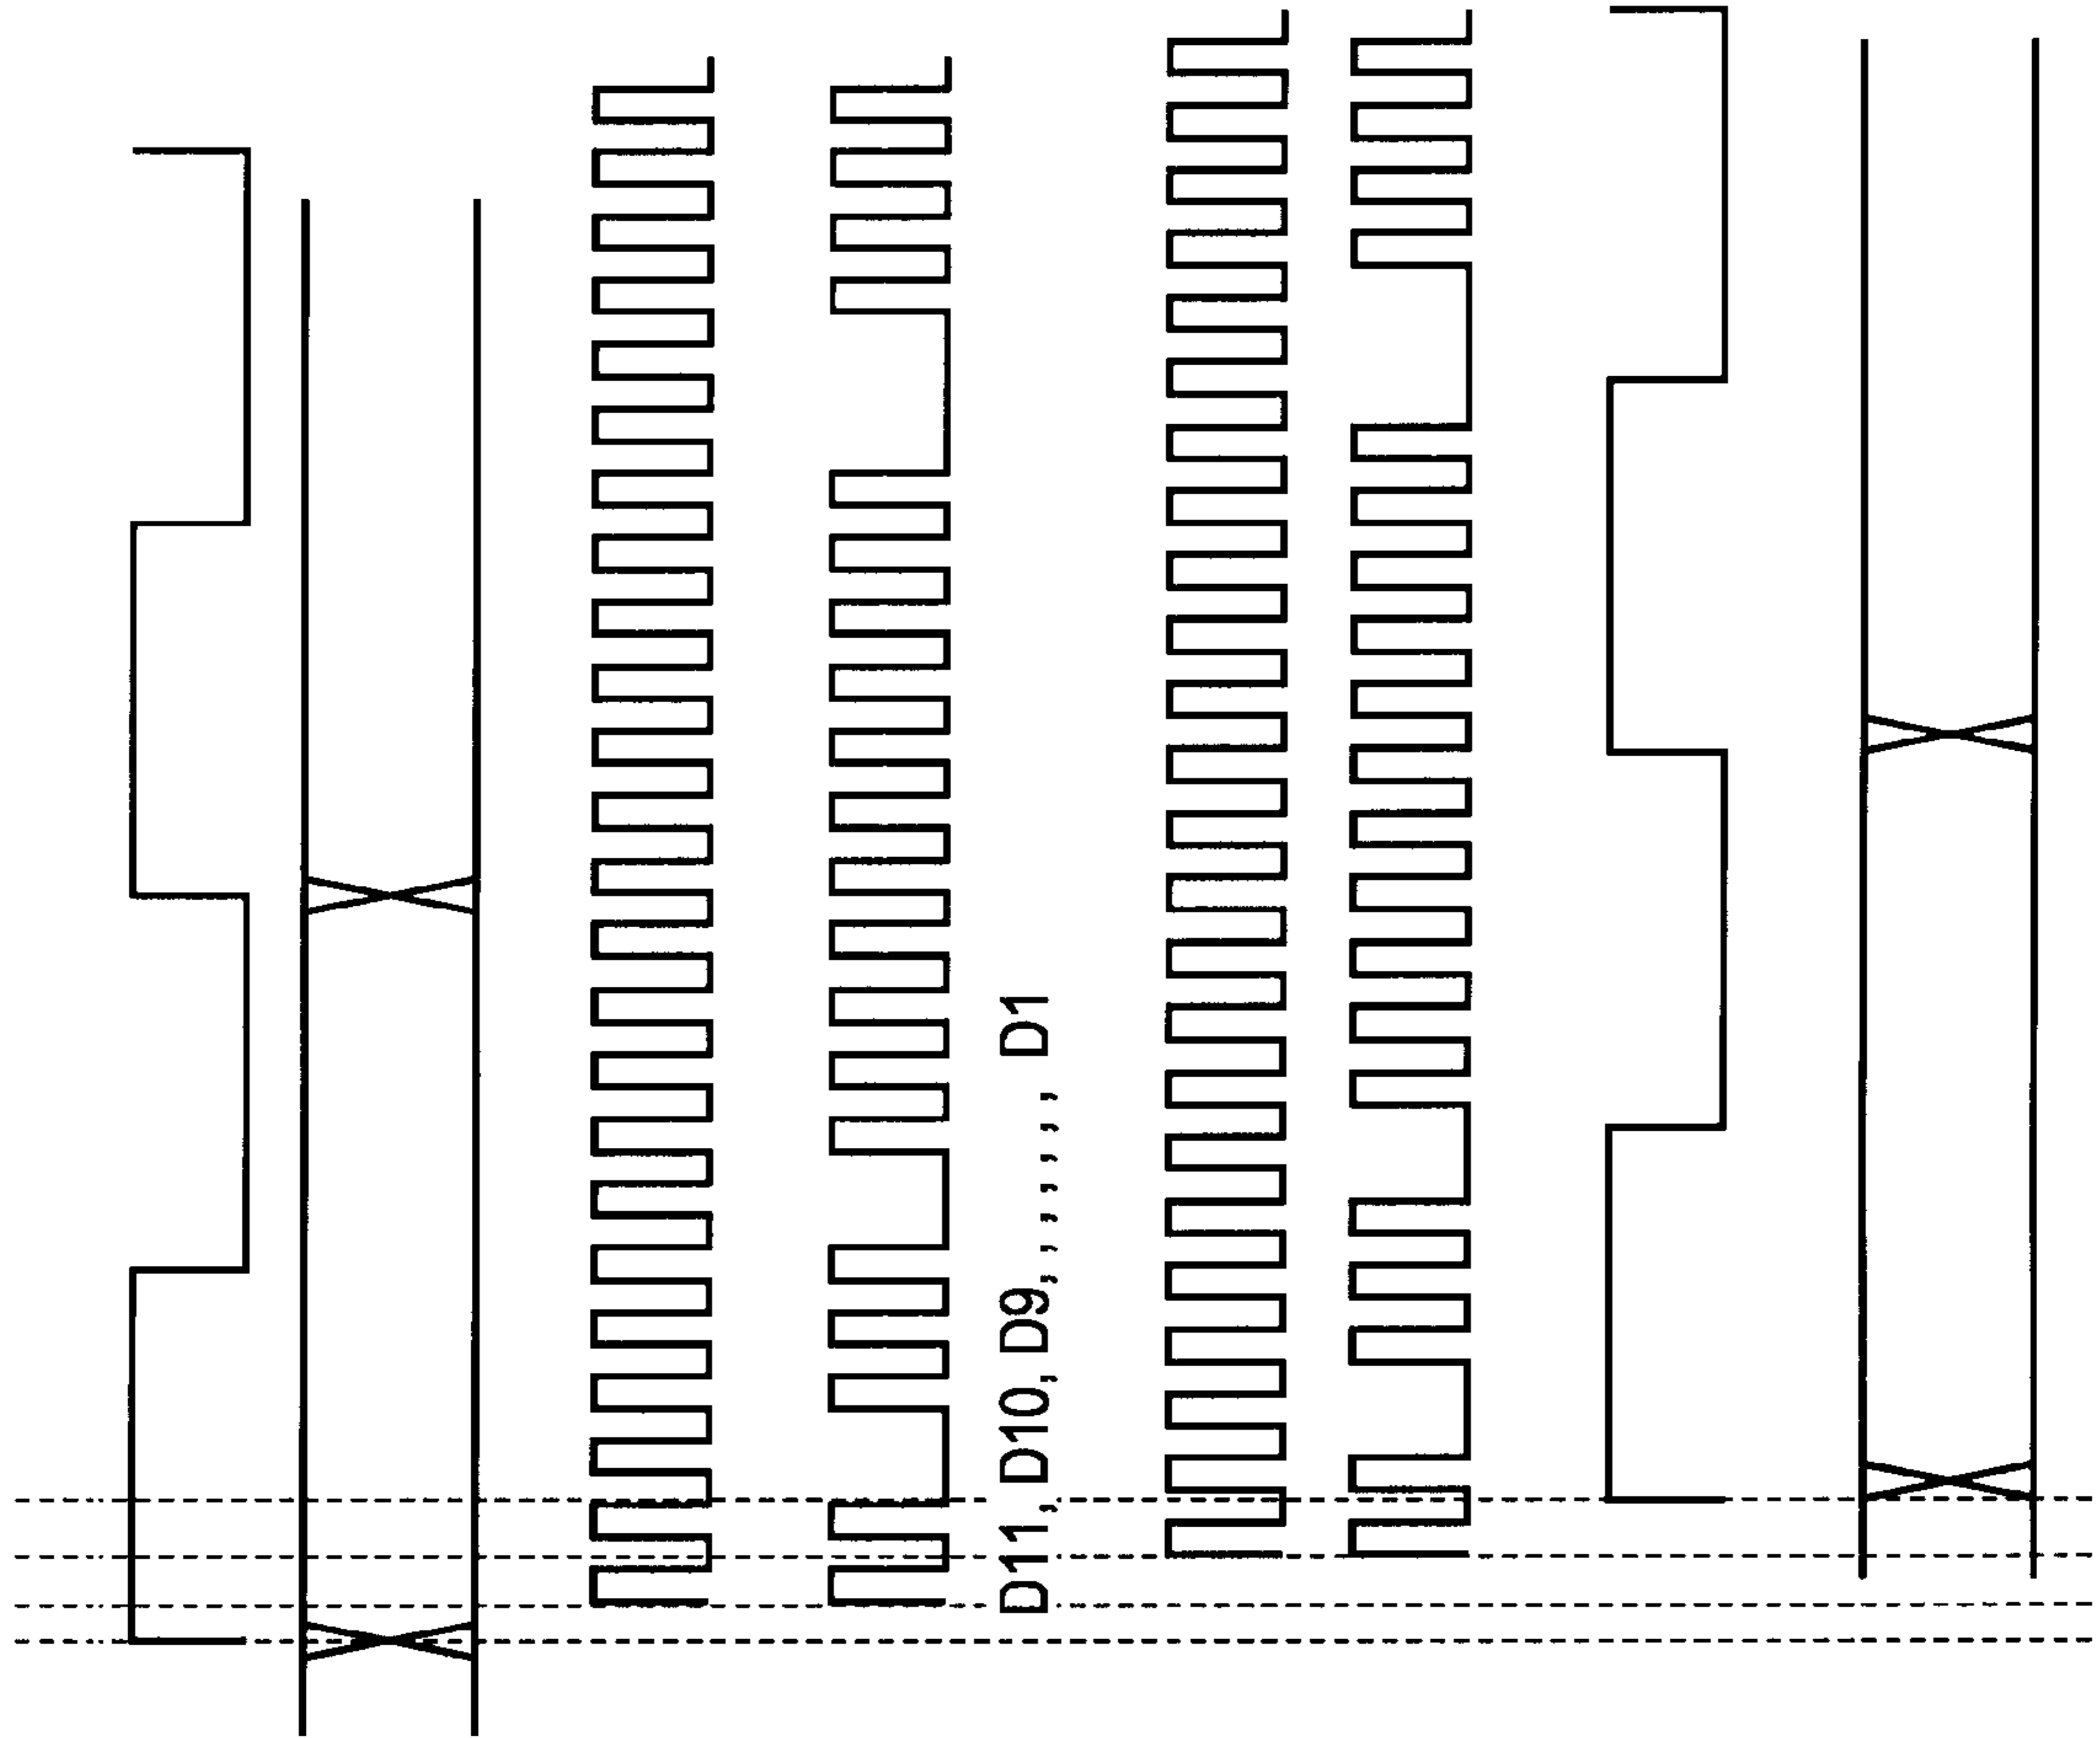 D11, D10, D9, , , , , , , D1